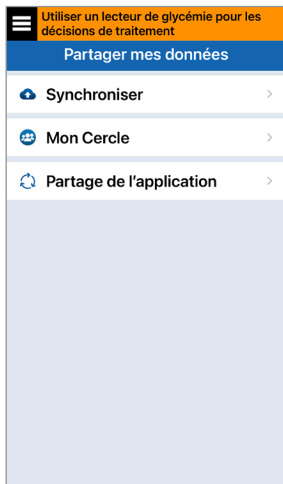 Utiliser un lecteur de glycémie pour les
décisions de traitement
Partager mes données
Synchroniser
Mon Cercle
Partage de l'application